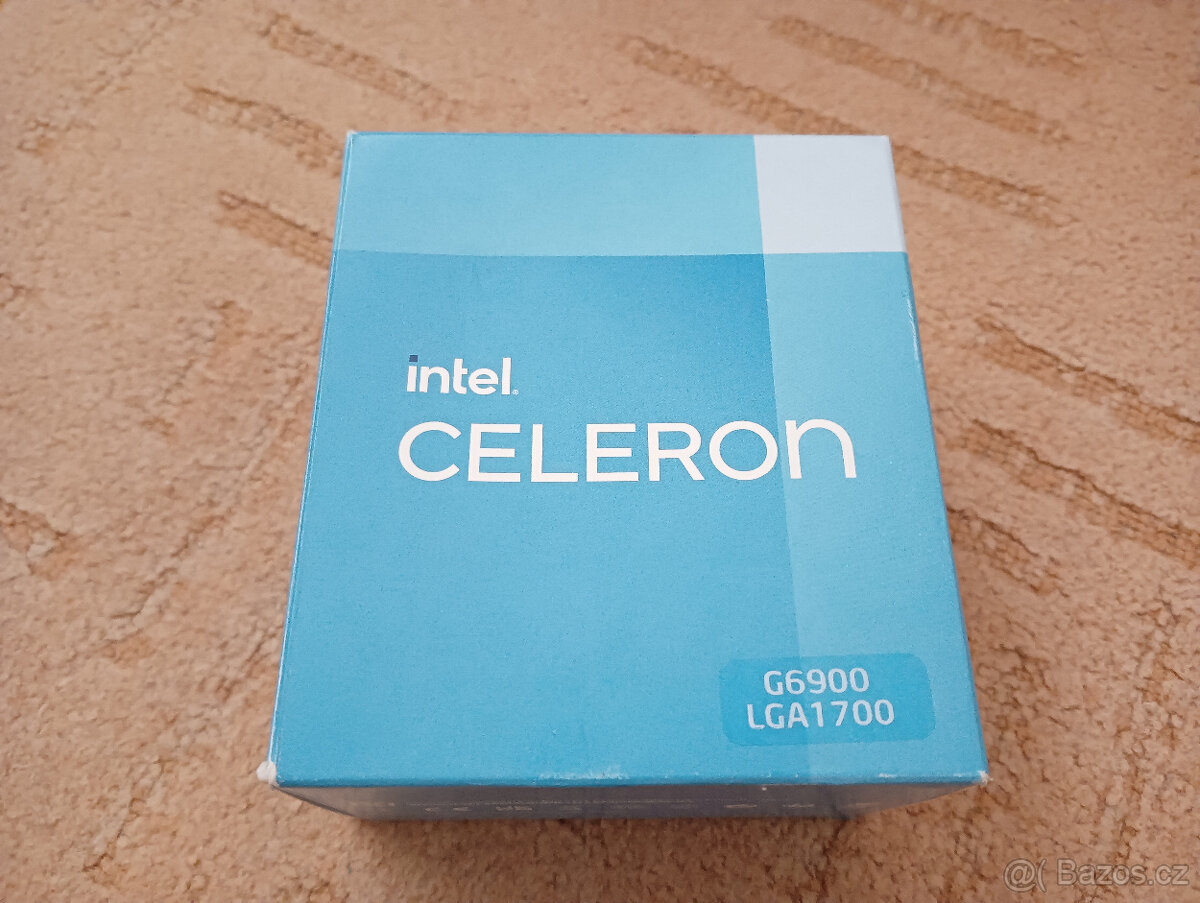 intel.
CELERON
G6900
LGA1700
@( Bazos.cz